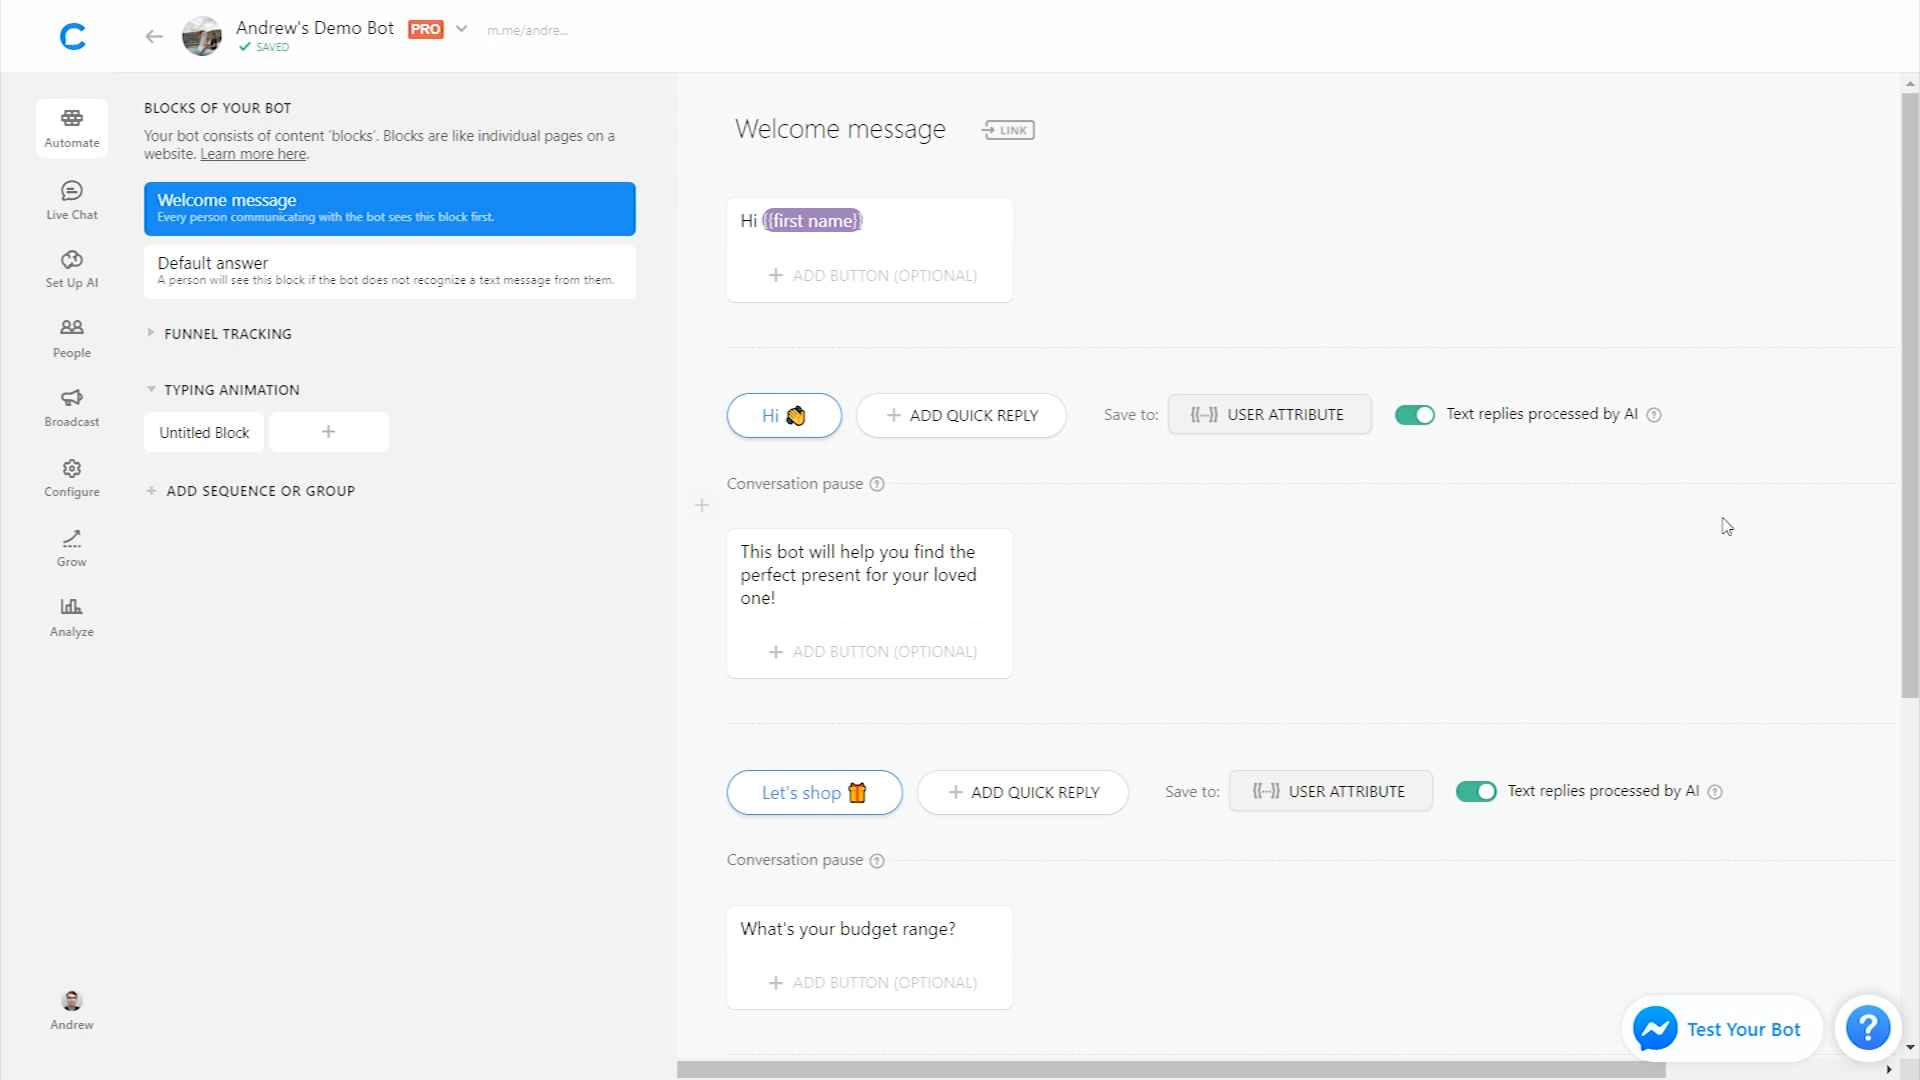 Andrew's Demo Bot PRO m.me/andre...
SAVED
Automate
Live Chat
Set Up AI
People
Broadcast
Configure
Grow
Analyze
Andrew
BLOCKS OF YOUR BOT
Your bot consists of content 'blocks'. Blocks are like individual pages on a
website. Learn more here.
Welcome message
Every person communicating with the bot sees this block first.
Default answer
A person will see this block if the bot does not recognize a text message from them.
FUNNEL TRACKING
TYPING ANIMATION
Untitled Block +
+ ADD SEQUENCE OR GROUP
Welcome message LINK
Hi {{first name}}
+ ADD BUTTON (OPTIONAL)
Hi 👏 + ADD QUICK REPLY Save to: {{...}} USER ATTRIBUTE Text replies processed by AI ?
Conversation pause ?
+
This bot will help you find the
perfect present for your loved
one!
+ ADD BUTTON (OPTIONAL)
Let's shop 🎁 + ADD QUICK REPLY Save to: {{...}} USER ATTRIBUTE Text replies processed by AI ?
Conversation pause ?
What's your budget range?
+ ADD BUTTON (OPTIONAL)
Test Your Bot ?